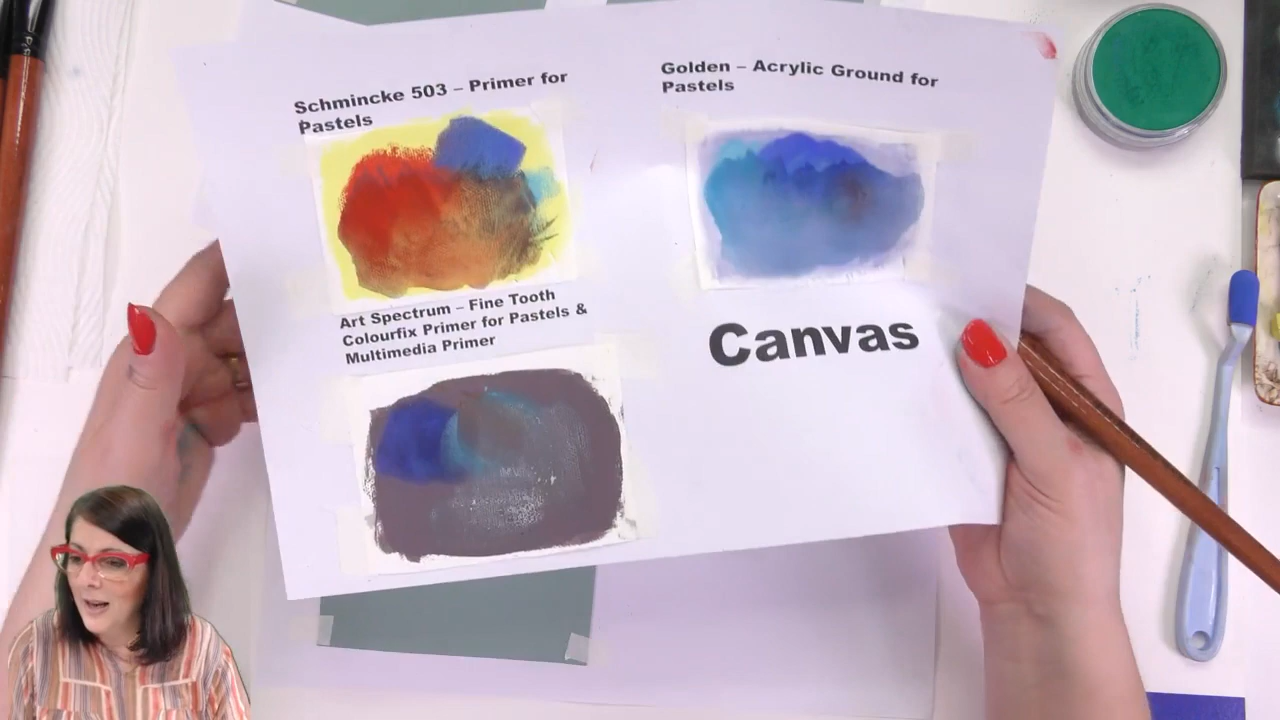 Schmincke 503 – Primer for
Pastels
Golden – Acrylic Ground for
Pastels
Art Spectrum – Fine Tooth
Colourfix Primer for Pastels &
Multimedia Primer
Canvas